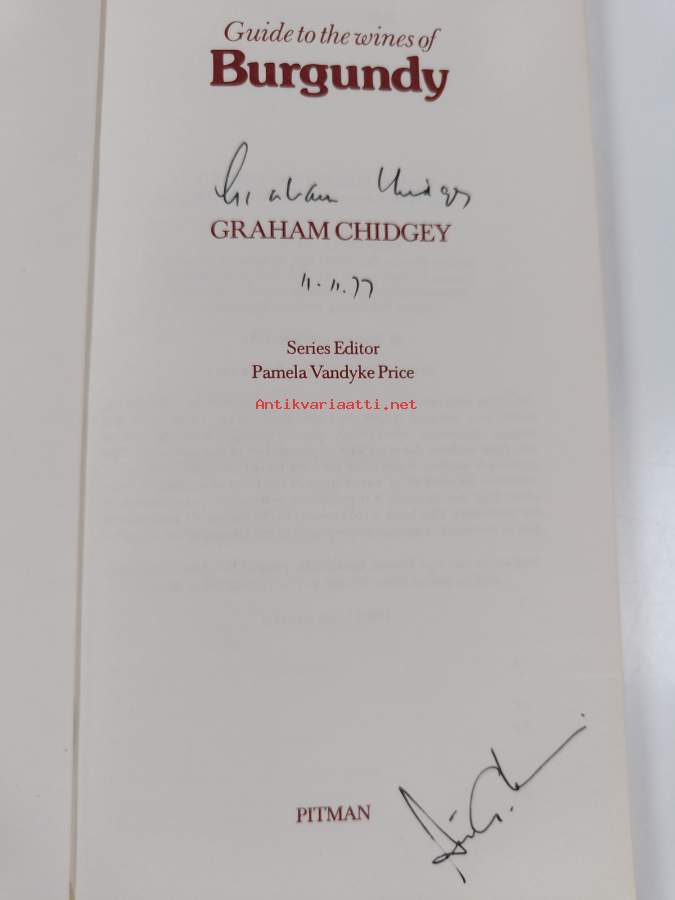 Guide to the wines of
Burgundy
Graham Chidgey
GRAHAM CHIDGEY
11.11.77
Series Editor
Pamela Vandyke Price
Antikvariaatti.net
PITMAN